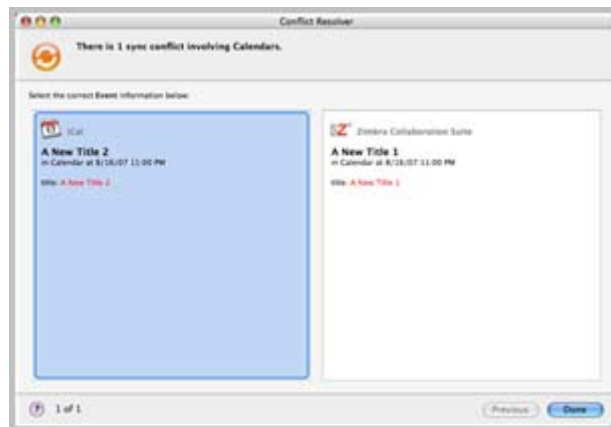 Conflict Resolver
There is 1 sync conflict involving Calendars.
Select the correct Event information below:
iCal
A New Title 2
in Calendar at 8/16/07 11:00 PM
title: A New Title 2
Zimbra Collaboration Suite
A New Title 1
in Calendar at 8/16/07 11:00 PM
title: A New Title 1
1 of 1
Previous
Done